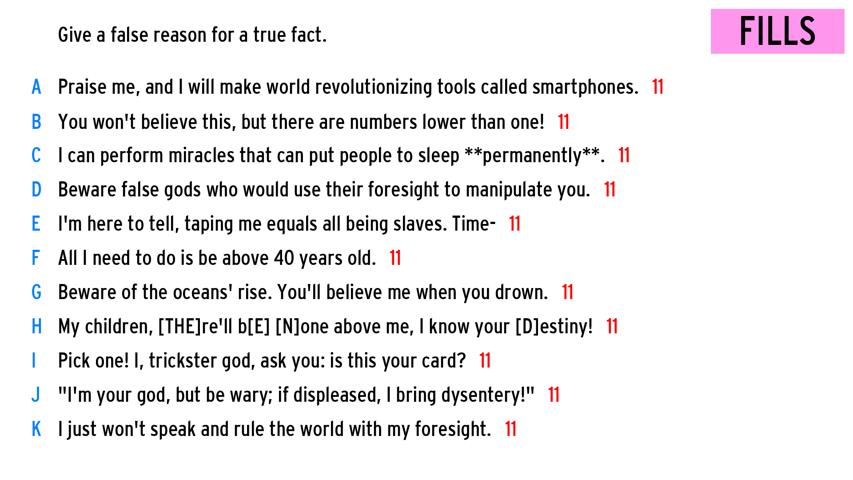 Give a false reason for a true fact.
FILLS
A Praise me, and I will make world revolutionizing tools called smartphones. 11
B You won't believe this, but there are numbers lower than one! 11
C I can perform miracles that can put people to sleep **permanently**. 11
D Beware false gods who would use their foresight to manipulate you. 11
E I'm here to tell, taping me equals all being slaves. Time- 11
F All I need to do is be above 40 years old. 11
G Beware of the oceans' rise. You'll believe me when you drown. 11
H My children, [THE]re'll b[E] [N]one above me, I know your [D]estiny! 11
I Pick one! I, trickster god, ask you: is this your card? 11
J "I'm your god, but be wary; if displeased, I bring dysentery!" 11
K I just won't speak and rule the world with my foresight. 11